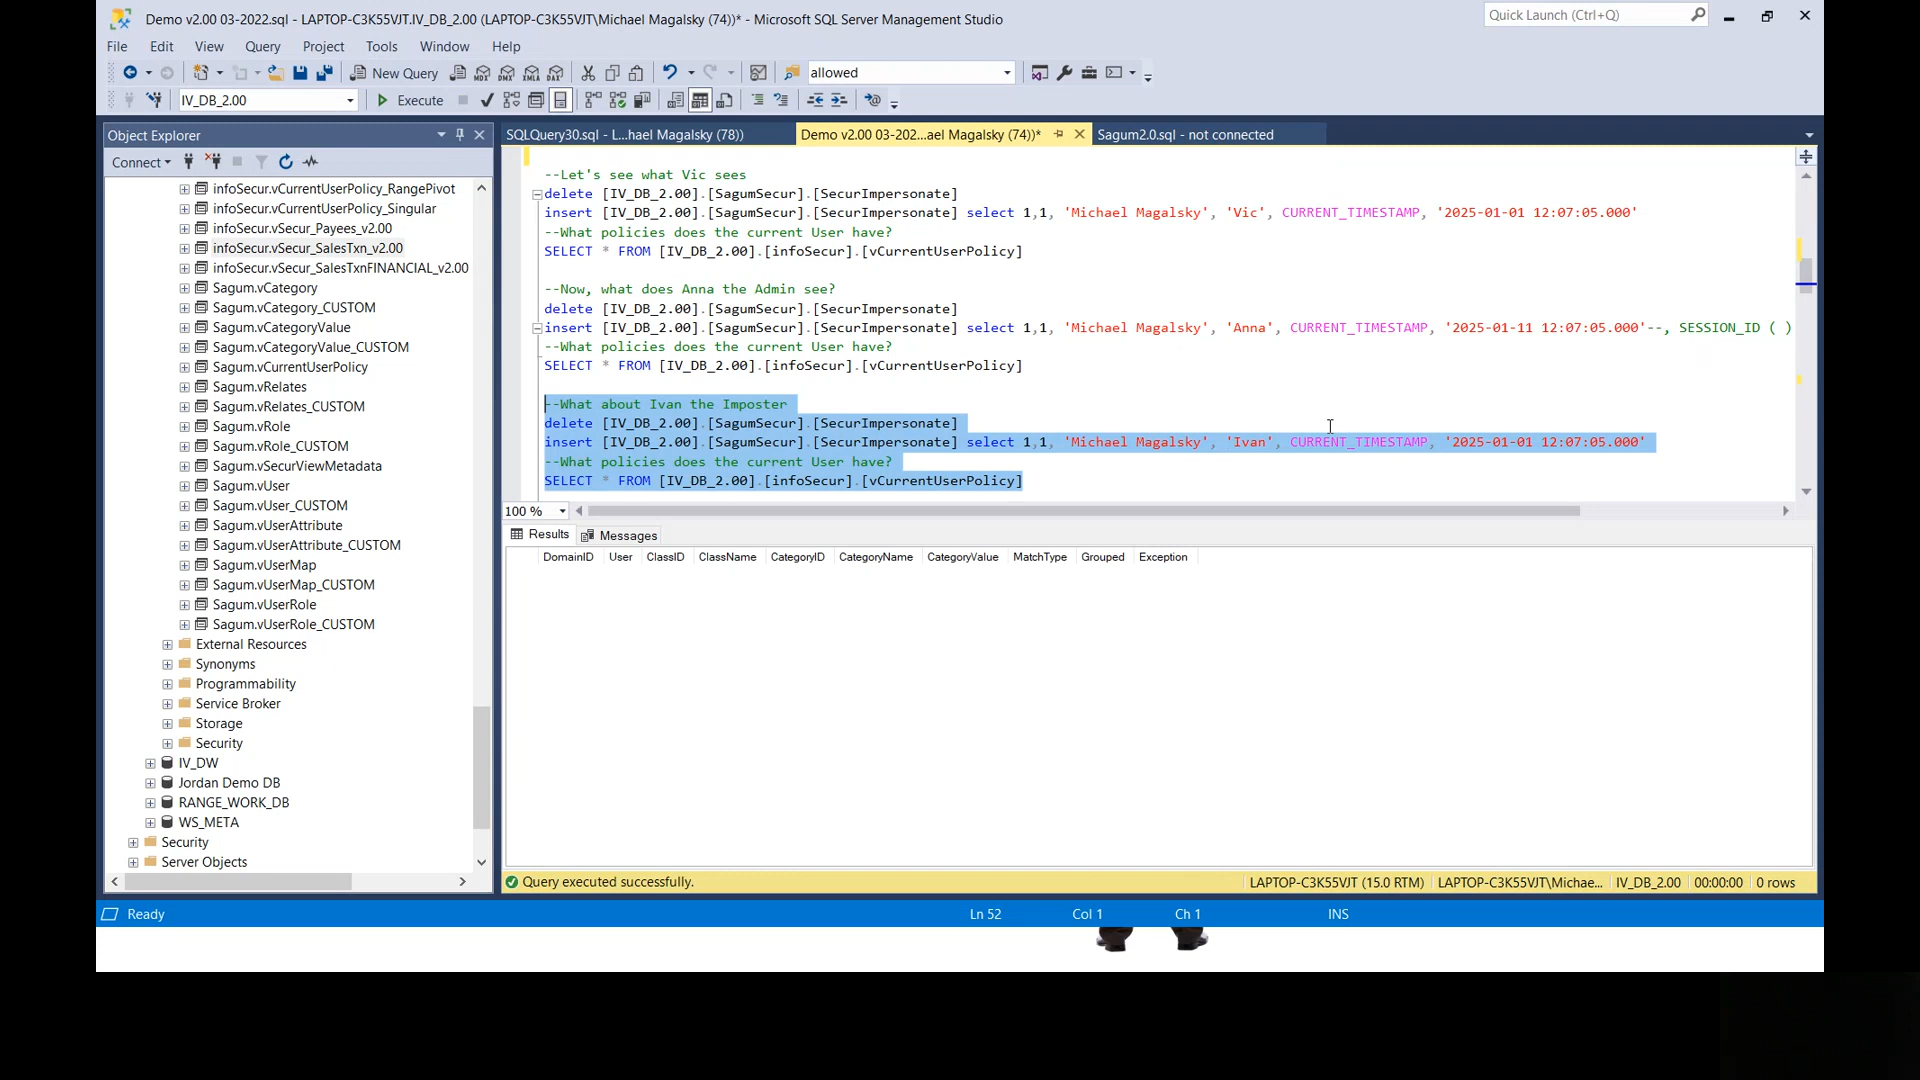 Demo v2.00 03-2022.sql - LAPTOP-C3K55VJT.IV_DB_2.00 (LAPTOP-C3K55VJT\Michael Magalsky (74))* - Microsoft SQL Server Management Studio
Quick Launch (Ctrl+Q)
File Edit View Query Project Tools Window Help
New Query
MDX DMX XMLA DAX
allowed
IV_DB_2.00
Execute
Object Explorer
Connect
infoSecur.vCurrentUserPolicy_RangePivot
infoSecur.vCurrentUserPolicy_Singular
infoSecur.vSecur_Payees_v2.00
infoSecur.vSecur_SalesTxn_v2.00
infoSecur.vSecur_SalesTxnFINANCIAL_v2.00
Sagum.vCategory
Sagum.vCategory_CUSTOM
Sagum.vCategoryValue
Sagum.vCategoryValue_CUSTOM
Sagum.vCurrentUserPolicy
Sagum.vRelates
Sagum.vRelates_CUSTOM
Sagum.vRole
Sagum.vRole_CUSTOM
Sagum.vSecurViewMetadata
Sagum.vUser
Sagum.vUser_CUSTOM
Sagum.vUserAttribute
Sagum.vUserAttribute_CUSTOM
Sagum.vUserMap
Sagum.vUserMap_CUSTOM
Sagum.vUserRole
Sagum.vUserRole_CUSTOM
External Resources
Synonyms
Programmability
Service Broker
Storage
Security
IV_DW
Jordan Demo DB
RANGE_WORK_DB
WS_META
Security
Server Objects
SQLQuery30.sql - L...hael Magalsky (78))
Demo v2.00 03-202...ael Magalsky (74))*
Sagum2.0.sql - not connected
--Let's see what Vic sees
delete [IV_DB_2.00].[SagumSecur].[SecurImpersonate]
insert [IV_DB_2.00].[SagumSecur].[SecurImpersonate] select 1,1, 'Michael Magalsky', 'Vic', CURRENT_TIMESTAMP, '2025-01-01 12:07:05.000'
--What policies does the current User have?
SELECT * FROM [IV_DB_2.00].[infoSecur].[vCurrentUserPolicy]
--Now, what does Anna the Admin see?
delete [IV_DB_2.00].[SagumSecur].[SecurImpersonate]
insert [IV_DB_2.00].[SagumSecur].[SecurImpersonate] select 1,1, 'Michael Magalsky', 'Anna', CURRENT_TIMESTAMP, '2025-01-11 12:07:05.000'--, SESSION_ID ( )
--What policies does the current User have?
SELECT * FROM [IV_DB_2.00].[infoSecur].[vCurrentUserPolicy]
--What about Ivan the Imposter
delete [IV_DB_2.00].[SagumSecur].[SecurImpersonate]
insert [IV_DB_2.00].[SagumSecur].[SecurImpersonate] select 1,1, 'Michael Magalsky', 'Ivan', CURRENT_TIMESTAMP, '2025-01-01 12:07:05.000'
--What policies does the current User have?
SELECT * FROM [IV_DB_2.00].[infoSecur].[vCurrentUserPolicy]
100 %
Results Messages
DomainID User ClassID ClassName CategoryID CategoryName CategoryValue MatchType Grouped Exception
Query executed successfully.
LAPTOP-C3K55VJT (15.0 RTM) LAPTOP-C3K55VJT\Michae... IV_DB_2.00 00:00:00 0 rows
Ready Ln 52 Col 1 Ch 1 INS